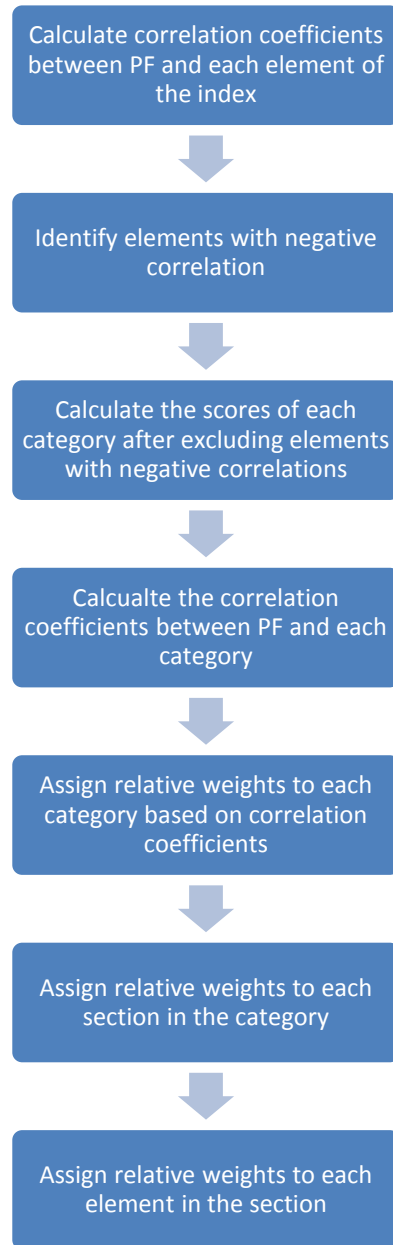 Calculate correlation coefficients
between PF and each element of
the index
Identify elements with negative
correlation
Calculate the scores of each
category after excluding elements
with negative correlations
Calcualte the correlation
coefficients between PF and each
category
Assign relative weights to each
category based on correlation
coefficients
Assign relative weights to each
section in the category
Assign relative weights to each
element in the section